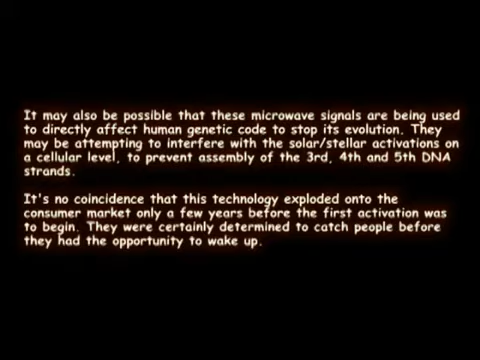 It may also be possible that these microwave signals are being used
to directly affect human genetic code to stop its evolution. They
may be attempting to interfere with the solar/stellar activations on
a cellular level, to prevent assembly of the 3rd, 4th and 5th DNA
strands.
It's no coincidence that this technology exploded onto the
consumer market only a few years before the first activation was
to begin. They were certainly determined to catch people before
they had the opportunity to wake up.